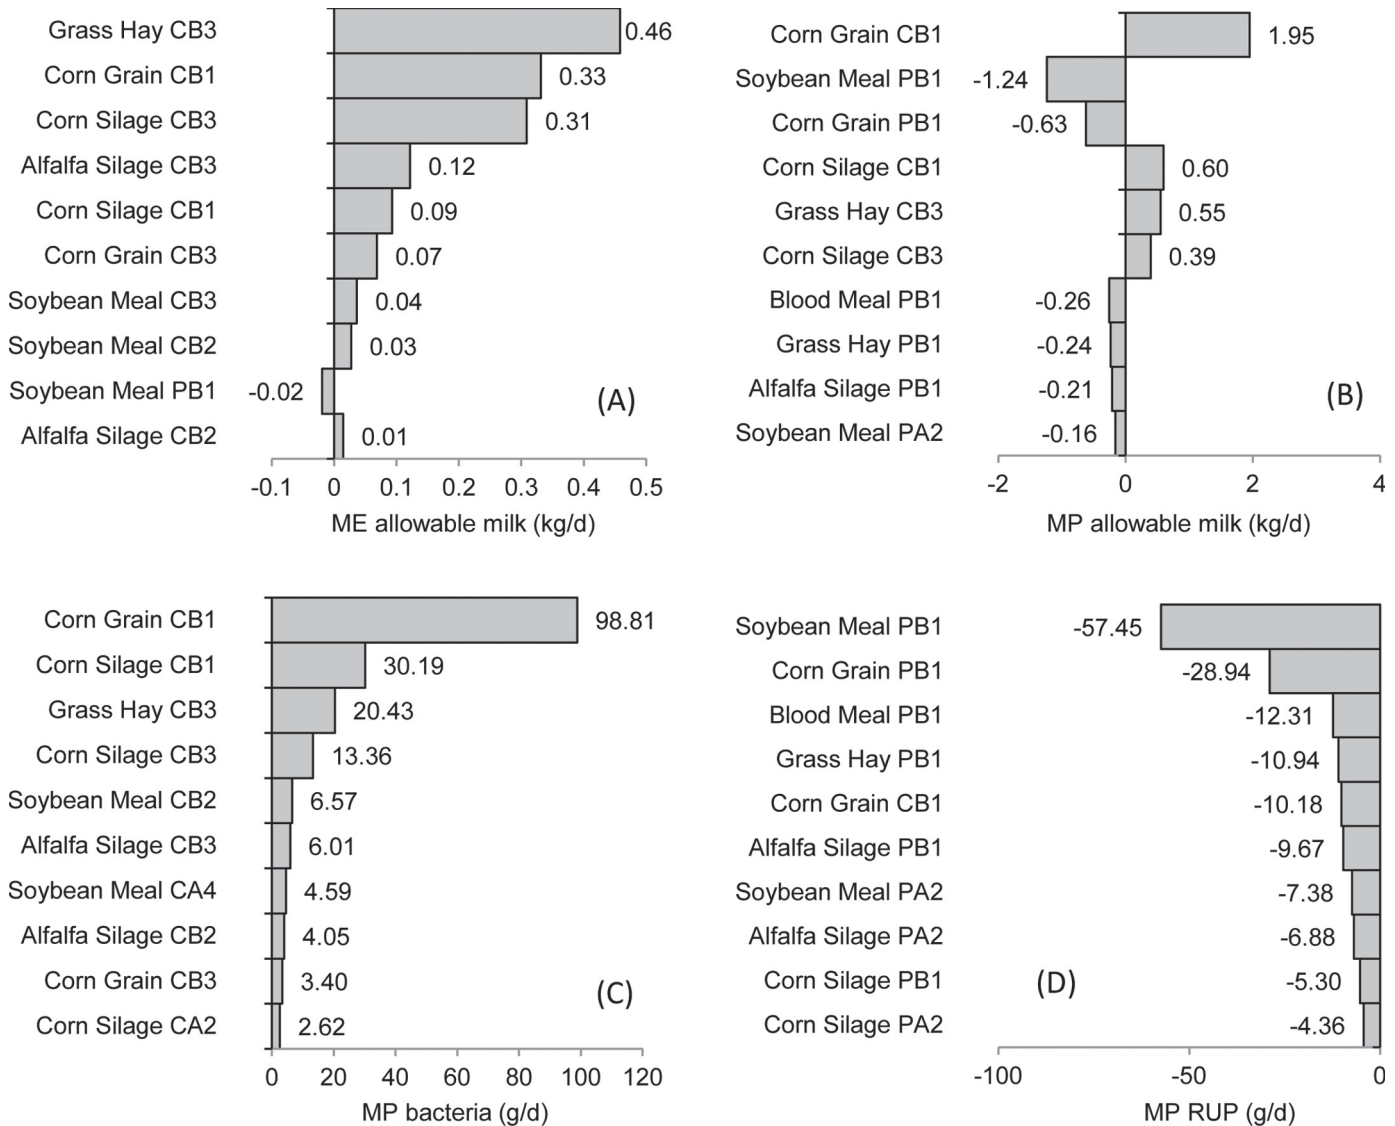 Grass Hay CB3 0.46
Corn Grain CB1 0.33
Corn Silage CB3 0.31
Alfalfa Silage CB3 0.12
Corn Silage CB1 0.09
Corn Grain CB3 0.07
Soybean Meal CB3 0.04
Soybean Meal CB2 0.03
Soybean Meal PB1 -0.02
(A)
Alfalfa Silage CB2 0.01
-0.1 0 0.1 0.2 0.3 0.4 0.5
ME allowable milk (kg/d)
Corn Grain CB1 1.95
Soybean Meal PB1 -1.24
Corn Grain PB1 -0.63
Corn Silage CB1 0.60
Grass Hay CB3 0.55
Corn Silage CB3 0.39
Blood Meal PB1 -0.26
Grass Hay PB1 -0.24
Alfalfa Silage PB1 -0.21
(B)
Soybean Meal PA2 -0.16
-2 0 2 4
MP allowable milk (kg/d)
Corn Grain CB1 98.81
Corn Silage CB1 30.19
Grass Hay CB3 20.43
Corn Silage CB3 13.36
Soybean Meal CB2 6.57
Alfalfa Silage CB3 6.01
Soybean Meal CA4 4.59
Alfalfa Silage CB2 4.05
Corn Grain CB3 3.40
(C)
Corn Silage CA2 2.62
0 20 40 60 80 100 120
MP bacteria (g/d)
Soybean Meal PB1 -57.45
Corn Grain PB1 -28.94
Blood Meal PB1 -12.31
Grass Hay PB1 -10.94
Corn Grain CB1 -10.18
Alfalfa Silage PB1 -9.67
Soybean Meal PA2 -7.38
Alfalfa Silage PA2 -6.88
Corn Silage PB1 -5.30
(D)
Corn Silage PA2 -4.36
-100 -50 0
MP RUP (g/d)